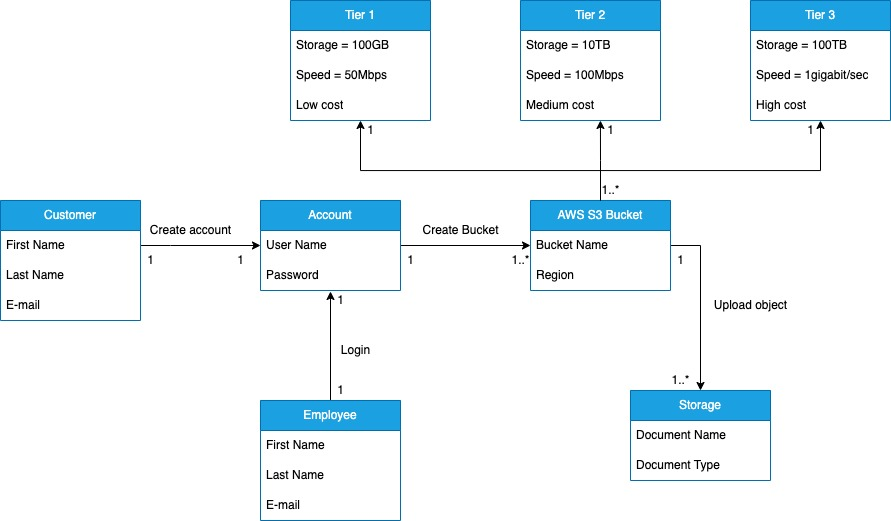 Tier 1
Storage = 100GB
Speed = 50Mbps
Low cost
1
Tier 2
Storage = 10TB
Speed = 100Mbps
Medium cost
1
Tier 3
Storage = 100TB
Speed = 1gigabit/sec
High cost
1
1..*
Customer
First Name
Last Name
E-mail
Create account
1
1
Account
User Name
Password
Create Bucket
1
1..*
AWS S3 Bucket
Bucket Name
Region
1
Upload object
1..*
1
Login
1
Employee
First Name
Last Name
E-mail
Storage
Document Name
Document Type